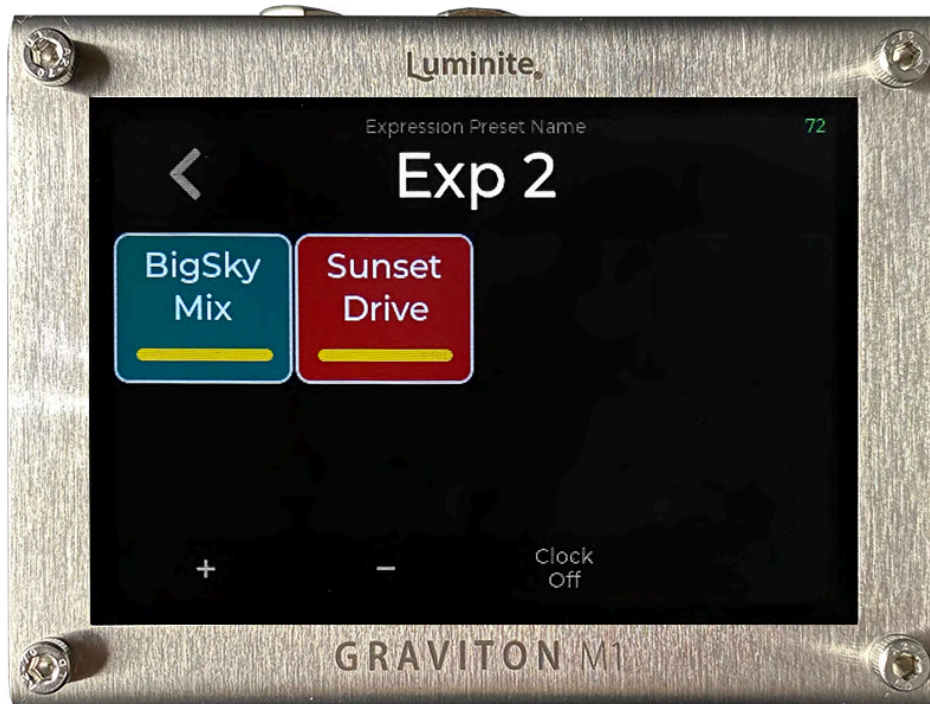 Luminite
Expression Preset Name
72
Exp 2
BigSky
Mix
Sunset
Drive
+
−
Clock
Off
GRAVITON M1